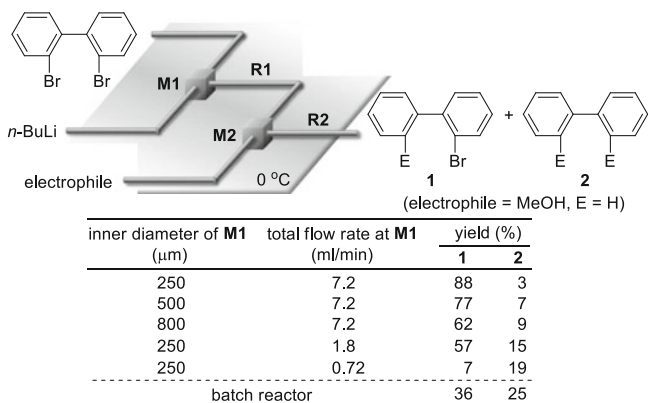 Br Br
M1
R1
n-BuLi
M2
R2
electrophile
0 °C
E Br
1
+
E E
2
(electrophile = MeOH, E = H)
inner diameter of M1 total flow rate at M1 yield (%)
(μm) (ml/min) 1 2
250 7.2 88 3
500 7.2 77 7
800 7.2 62 9
250 1.8 57 15
250 0.72 7 19
batch reactor 36 25